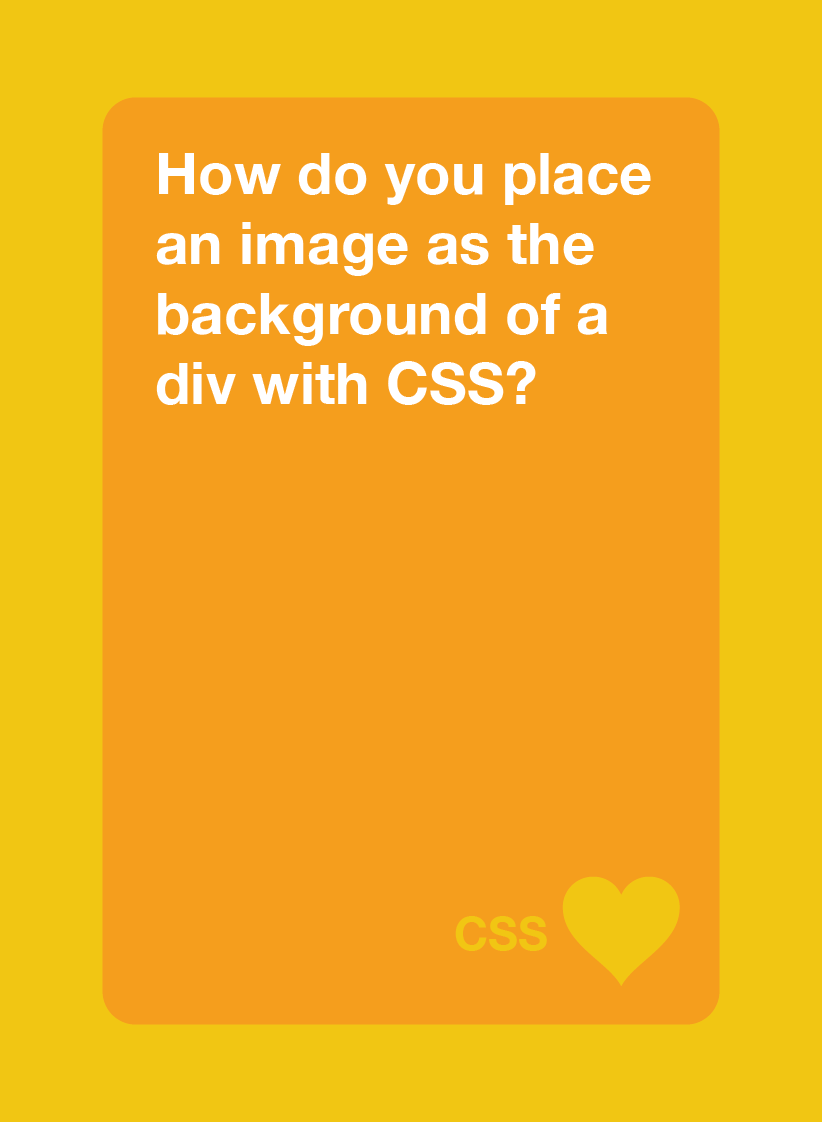 How do you place
an image as the
background of a
div with CSS?
CSS